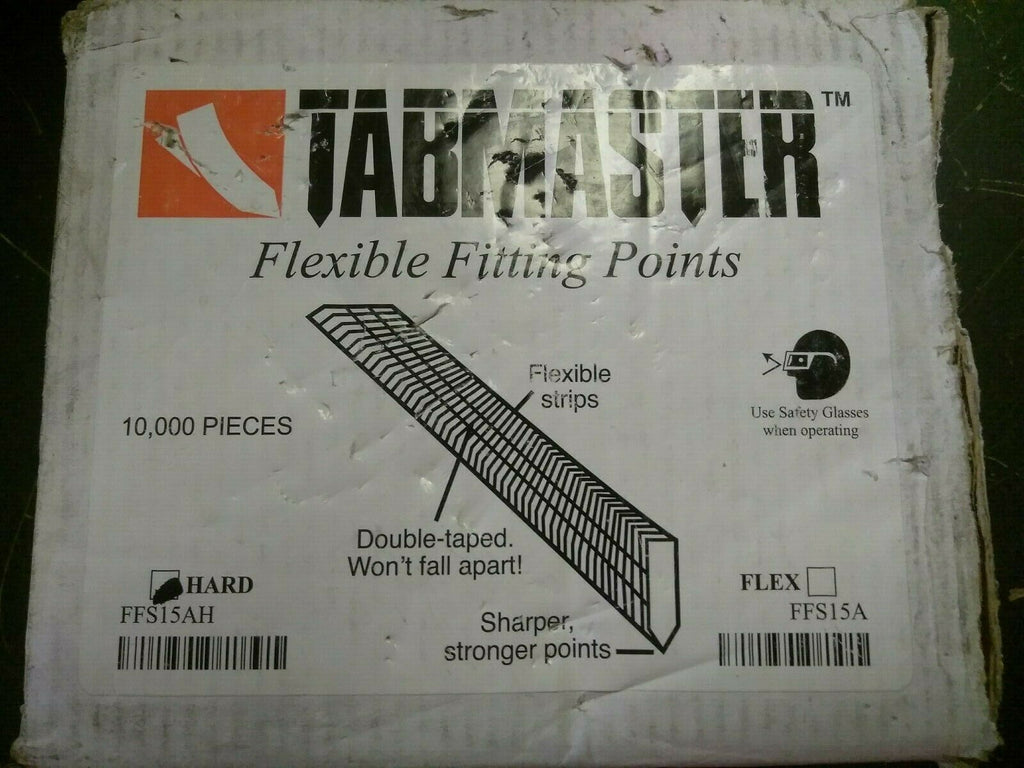 TABMASTER™
Flexible Fitting Points
Flexible
strips
10,000 PIECES
Use Safety Glasses
when operating
Double-taped.
Won't fall apart!
HARD
FFS15AH
FLEX
FFS15A
Sharper,
stronger points